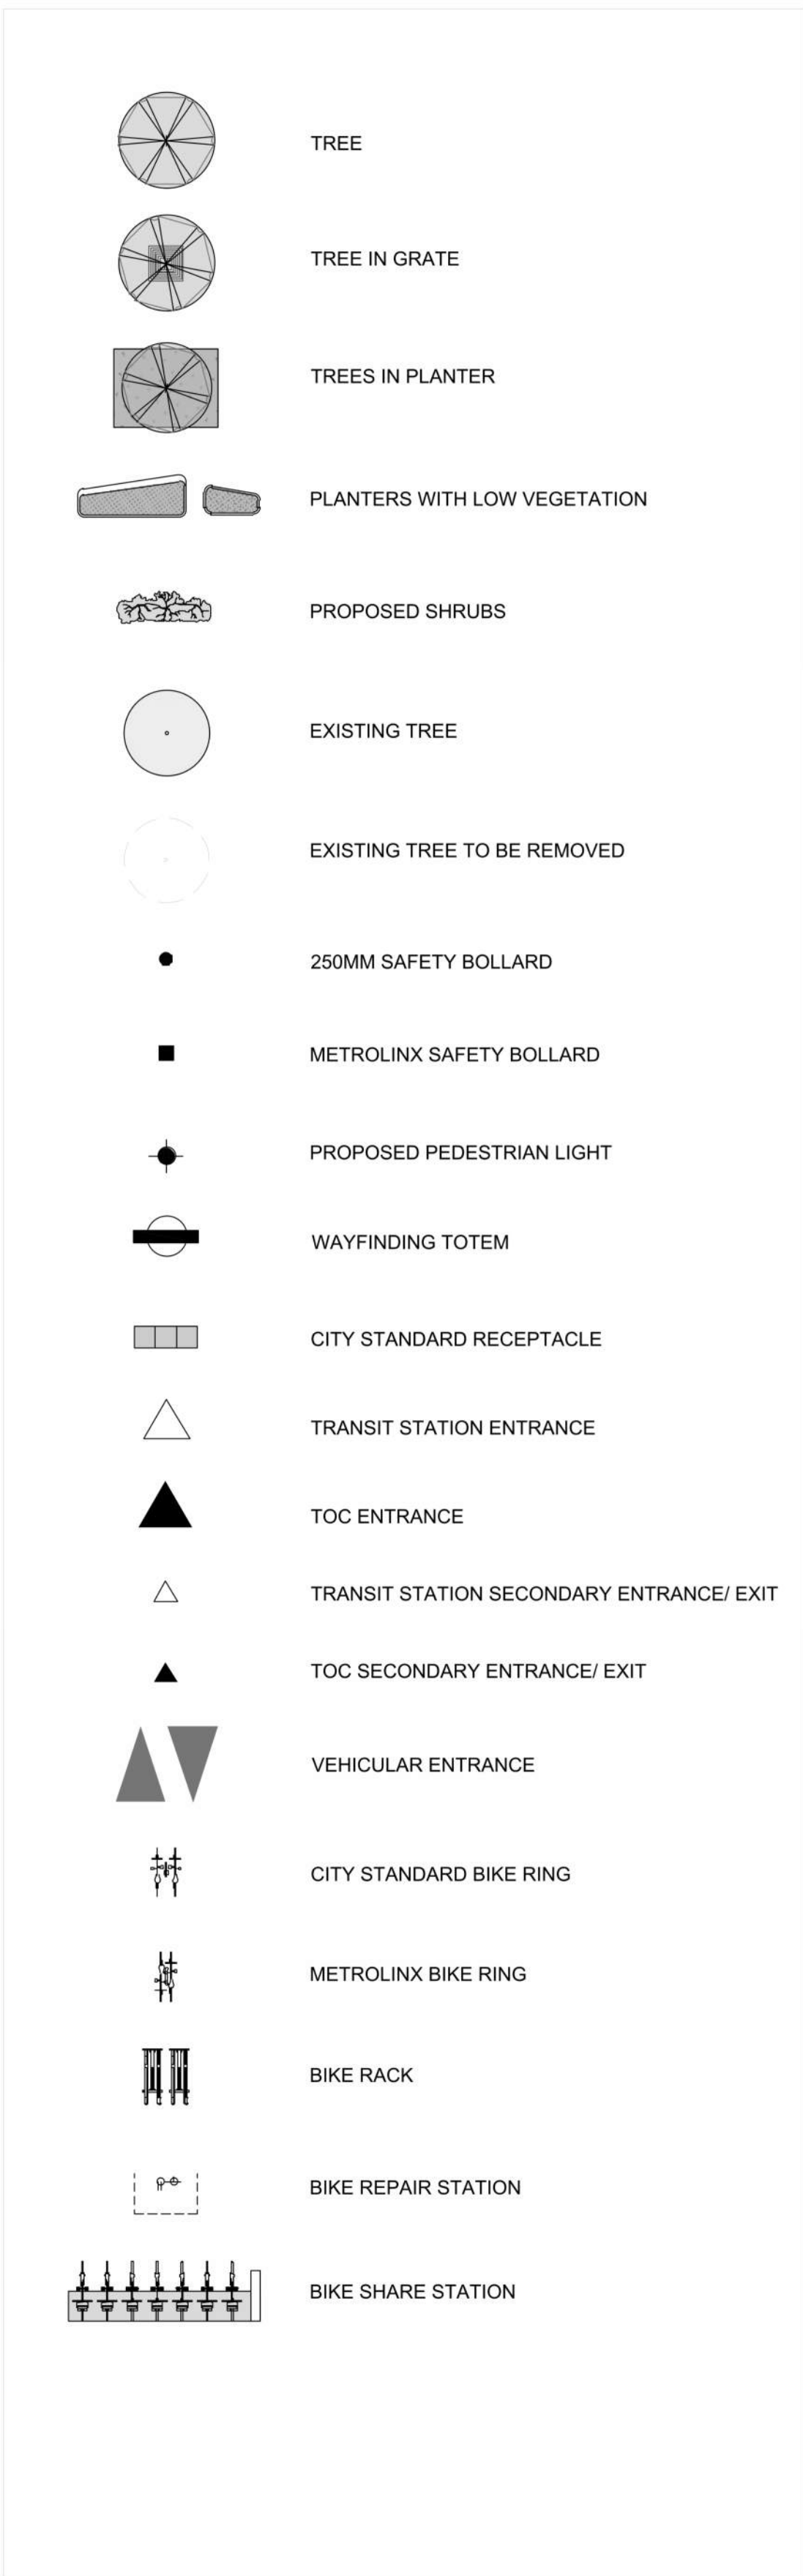 TREE
TREE IN GRATE
TREES IN PLANTER
PLANTERS WITH LOW VEGETATION
PROPOSED SHRUBS
EXISTING TREE
EXISTING TREE TO BE REMOVED
250MM SAFETY BOLLARD
METROLINX SAFETY BOLLARD
PROPOSED PEDESTRIAN LIGHT
WAYFINDING TOTEM
CITY STANDARD RECEPTACLE
TRANSIT STATION ENTRANCE
TOC ENTRANCE
TRANSIT STATION SECONDARY ENTRANCE/ EXIT
TOC SECONDARY ENTRANCE/ EXIT
VEHICULAR ENTRANCE
CITY STANDARD BIKE RING
METROLINX BIKE RING
BIKE RACK
BIKE REPAIR STATION
BIKE SHARE STATION